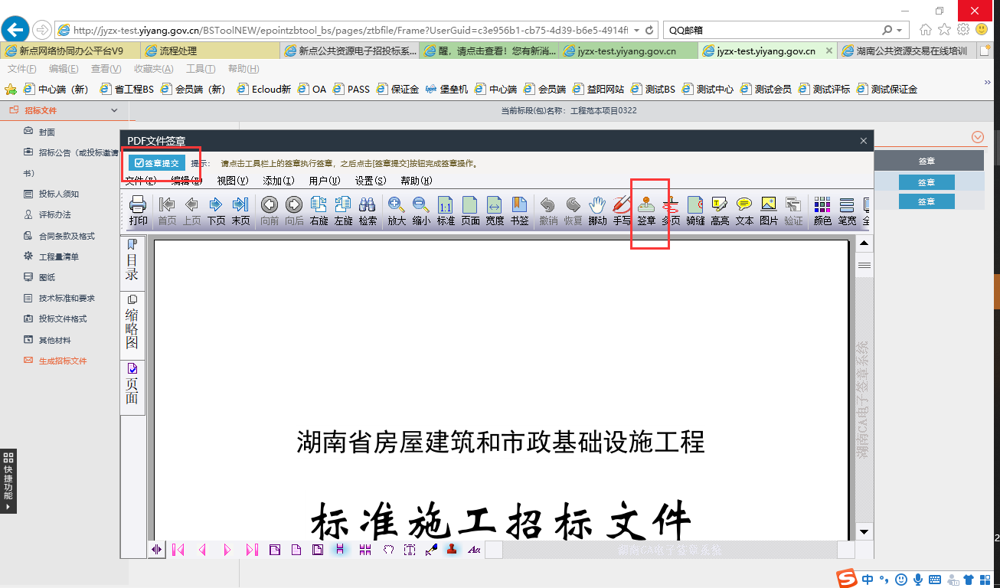 http://jyzx-test.yiyang.gov.cn/BSToolNEW/epointzbtool_bs/pages/ztbfile/Frame?UserGuid=c3e956b1-cb75-4d39-b6e5-4914ff
QQ邮箱
新点网络协同办公平台V9
流程处理
新点公共资源电子招投标系...
醒，请点击查看！您有新消...
jyzx-test.yiyang.gov.cn
jyzx-test.yiyang.gov.cn
湖南公共资源交易在线培训
文件(F) 编辑(E) 查看(V) 收藏夹(A) 工具(T) 帮助(H)
中心端（新） 省工程BS 会员端（新） Ecloud新 OA PASS 保证金 堡垒机 中心端 会员端 益阳网站 测试BS 测试中心 测试会员 测试评标 测试保证金
招标文件
当前标段(包)名称：工程范本项目0322
封面
招标公告（或投标邀请
书）
投标人须知
评标办法
合同条款及格式
工程量清单
图纸
技术标准和要求
投标文件格式
其他材料
生成招标文件
快捷功能
PDF文件签章
签章提交
提示： 请点击工具栏上的签章执行签章，之后点击[签章提交]按钮完成签章操作。
文件(F) 编辑(E) 视图(V) 添加(I) 用户(U) 设置(S) 帮助(H)
打印 首页 上页 下页 末页 向前 向后 右旋 左旋 检索 放大 缩小 标准 页面 宽度 书签 撤销 恢复 挪动 手写 签章 多页 骑缝 高亮 文本 图片 验证 颜色 笔宽 全
签章
签章
签章
目录
缩略图
页面
湖南省房屋建筑和市政基础设施工程
标准施工招标文件
湖南CA电子签章系统
中